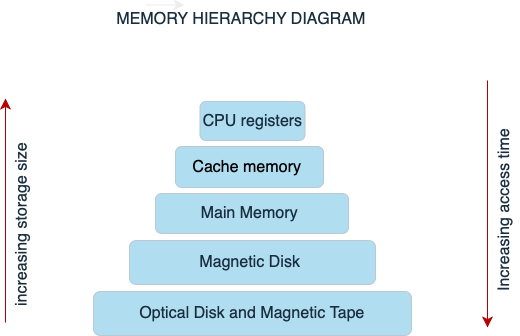 MEMORY HIERARCHY DIAGRAM
CPU registers
Cache memory
Main Memory
Magnetic Disk
Optical Disk and Magnetic Tape
increasing storage size
Increasing access time